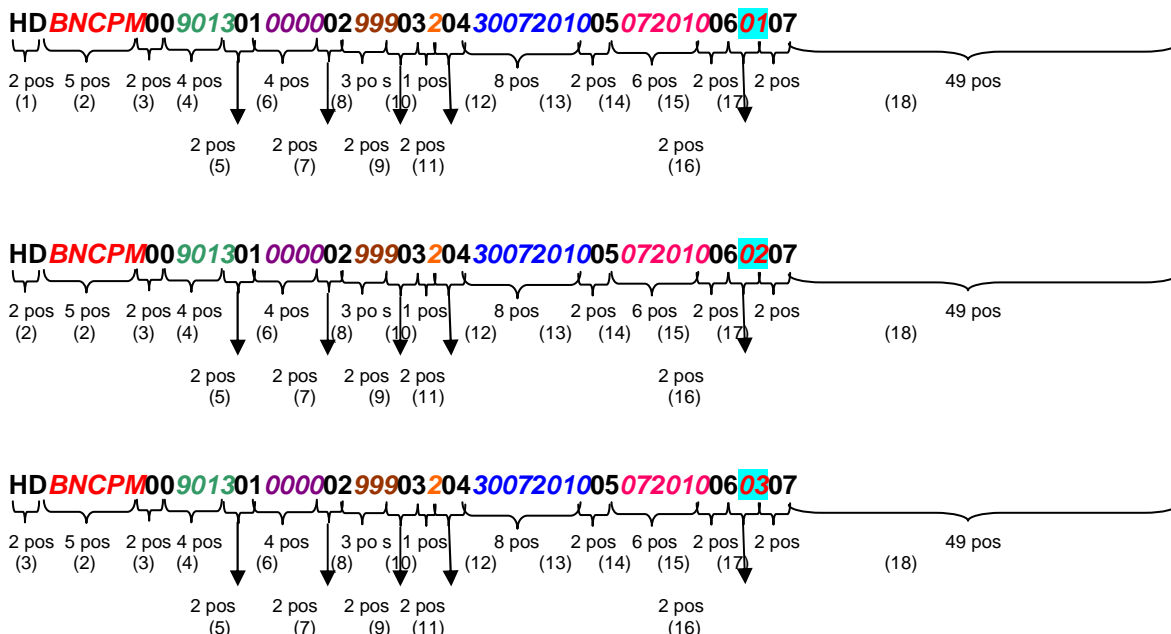 HDBNCPM00901301000002999032043007201005072010060107
2 pos 5 pos 2 pos 4 pos 4 pos 3 po s 1 pos 8 pos 2 pos 6 pos 2 pos 2 pos 49 pos
(1) (2) (3) (4) (6) (8) (10) (12) (13) (14) (15) (17) (18)
2 pos 2 pos 2 pos 2 pos 2 pos
(5) (7) (9) (11) (16)
HDBNCPM00901301000002999032043007201005072010060207
2 pos 5 pos 2 pos 4 pos 4 pos 3 po s 1 pos 8 pos 2 pos 6 pos 2 pos 2 pos 49 pos
(2) (2) (3) (4) (6) (8) (10) (12) (13) (14) (15) (17) (18)
2 pos 2 pos 2 pos 2 pos 2 pos
(5) (7) (9) (11) (16)
HDBNCPM00901301000002999032043007201005072010060307
2 pos 5 pos 2 pos 4 pos 4 pos 3 po s 1 pos 8 pos 2 pos 6 pos 2 pos 2 pos 49 pos
(3) (2) (3) (4) (6) (8) (10) (12) (13) (14) (15) (17) (18)
2 pos 2 pos 2 pos 2 pos 2 pos
(5) (7) (9) (11) (16)